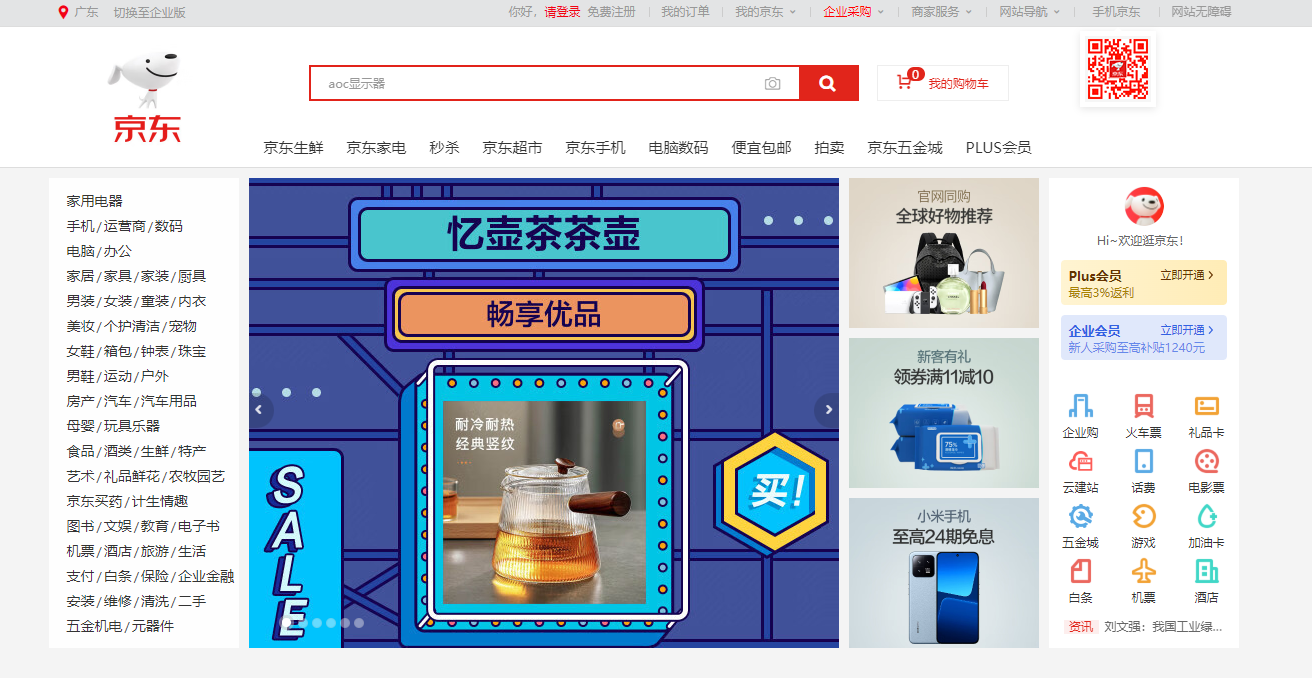 广东 切换至企业版 你好，请登录 免费注册 我的订单 我的京东 企业采购 商家服务 网站导航 手机京东 网站无障碍
京东
aoc显示器
0 我的购物车
京东生鲜 京东家电 秒杀 京东超市 京东手机 电脑数码 便宜包邮 拍卖 京东五金城 PLUS会员
家用电器
手机/运营商/数码
电脑/办公
家居/家具/家装/厨具
男装/女装/童装/内衣
美妆/个护清洁/宠物
女鞋/箱包/钟表/珠宝
男鞋/运动/户外
房产/汽车/汽车用品
母婴/玩具乐器
食品/酒类/生鲜/特产
艺术/礼品鲜花/农牧园艺
京东买药/计生情趣
图书/文娱/教育/电子书
机票/酒店/旅游/生活
支付/白条/保险/企业金融
安装/维修/清洗/二手
五金机电/元器件
忆壶茶茶壶
畅享优品
耐冷耐热
经典竖纹
SALE
买!
官网同购
全球好物推荐
新客有礼
领券满11减10
75%
小米手机
至高24期免息
Hi~欢迎逛京东!
Plus会员 立即开通
最高3%返利
企业会员 立即开通
新人采购至高补贴1240元
企业购 火车票 礼品卡
云建站 话费 电影票
五金城 游戏 加油卡
白条 机票 酒店
资讯 刘文强：我国工业绿...